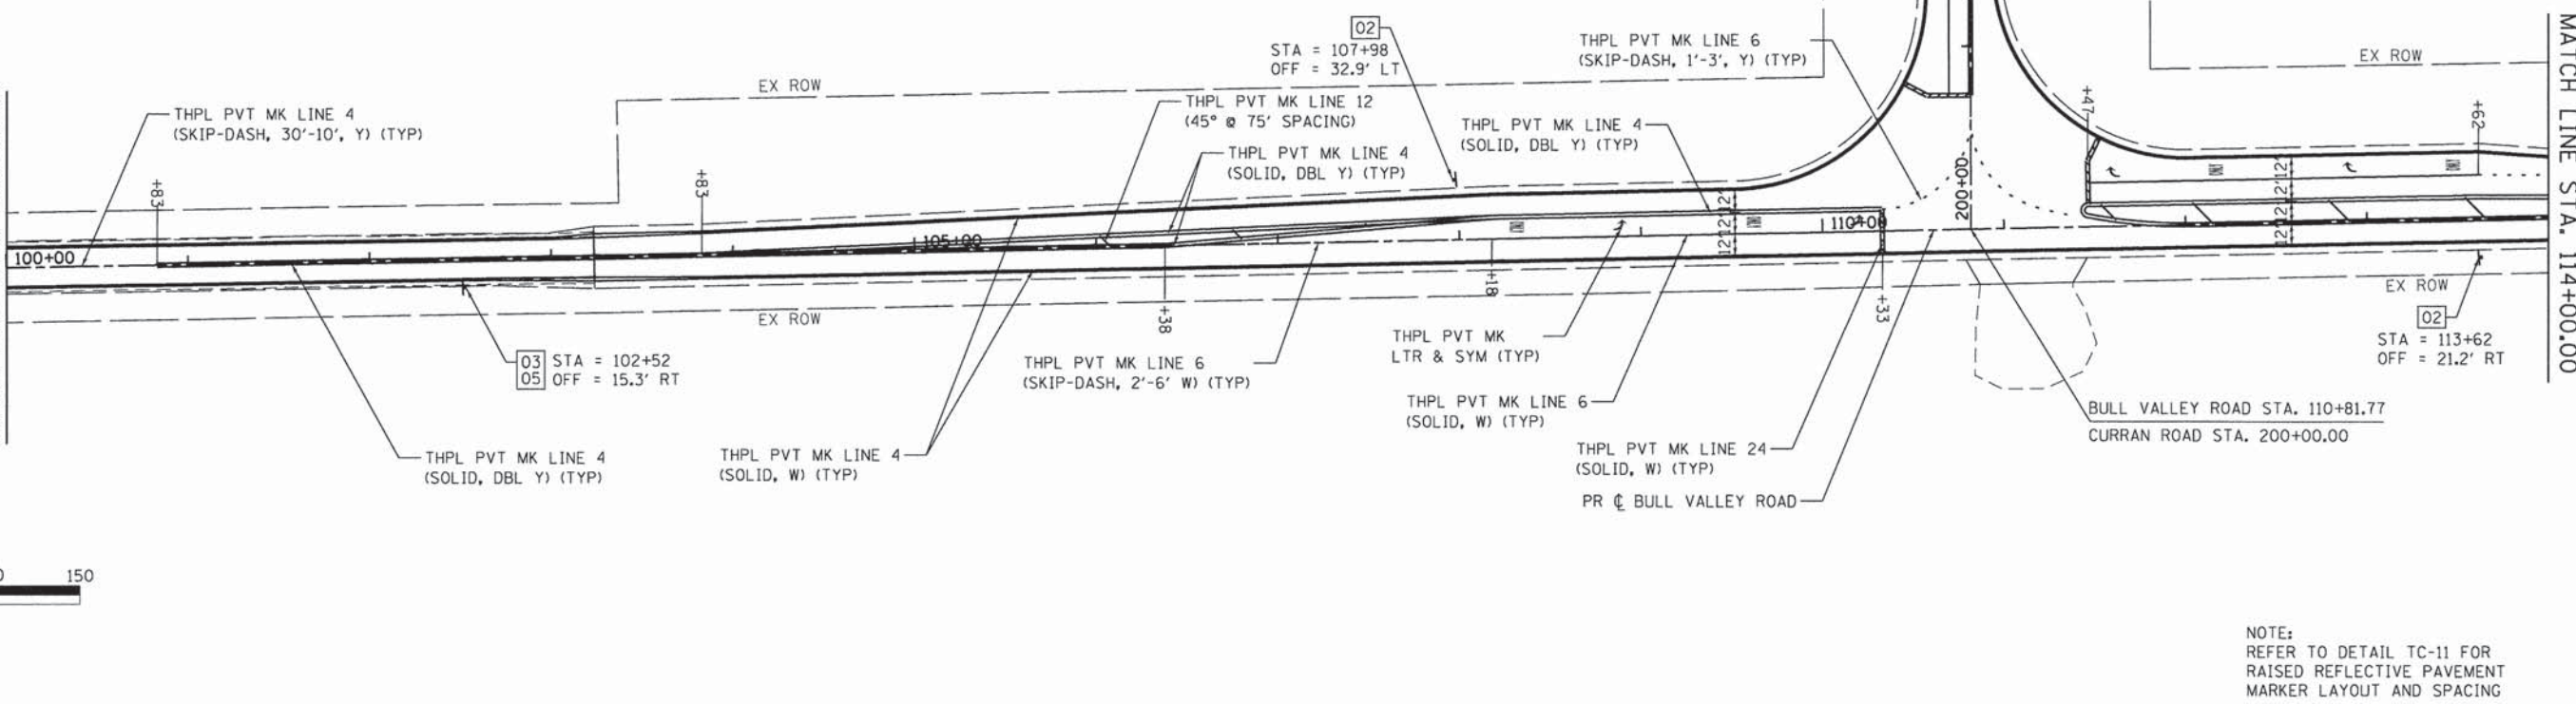 02
STA = 107+98
OFF = 32.9' LT
THPL PVT MK LINE 6
(SKIP-DASH, 1'-3', Y) (TYP)
EX ROW
EX ROW
THPL PVT MK LINE 4
(SKIP-DASH, 30'-10', Y) (TYP)
THPL PVT MK LINE 12
(45° @ 75' SPACING)
THPL PVT MK LINE 4
(SOLID, DBL Y) (TYP)
THPL PVT MK LINE 4
(SOLID, DBL Y) (TYP)
+47
+62
+83
+83
200+00
12' 12' 12'
12' 12' 12' 12'
100+00
105+00
110+00
+38
+18
+33
EX ROW
EX ROW
03 STA = 102+52
05 OFF = 15.3' RT
THPL PVT MK LINE 6
(SKIP-DASH, 2'-6' W) (TYP)
THPL PVT MK
LTR & SYM (TYP)
02
STA = 113+62
OFF = 21.2' RT
THPL PVT MK LINE 6
(SOLID, W) (TYP)
BULL VALLEY ROAD STA. 110+81.77
CURRAN ROAD STA. 200+00.00
THPL PVT MK LINE 4
(SOLID, DBL Y) (TYP)
THPL PVT MK LINE 4
(SOLID, W) (TYP)
THPL PVT MK LINE 24
(SOLID, W) (TYP)
PR ℄ BULL VALLEY ROAD
MATCH LINE STA. 114+00.00
150
NOTE:
REFER TO DETAIL TC-11 FOR
RAISED REFLECTIVE PAVEMENT
MARKER LAYOUT AND SPACING